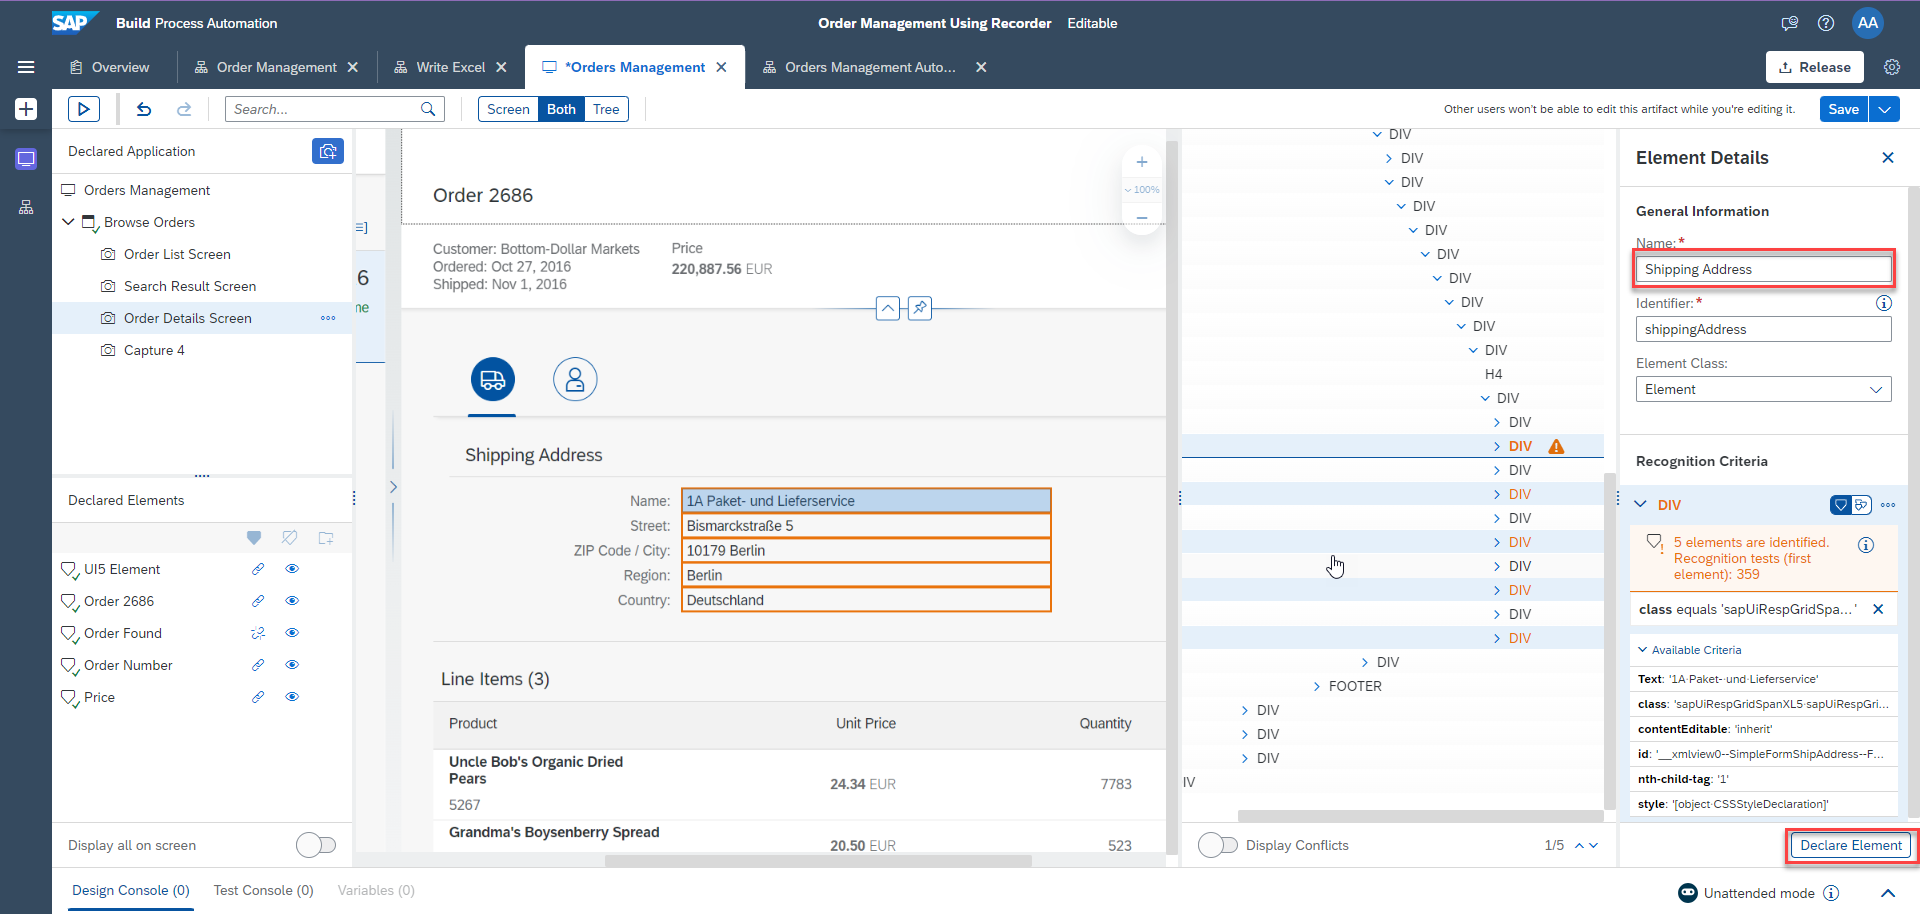 SAP Build Process Automation
Order Management Using Recorder Editable
AA
Overview
Order Management
Write Excel
*Orders Management
Orders Management Auto...
Release
Search...
Screen Both Tree
Other users won't be able to edit this artifact while you're editing it.
Save
Declared Application
Orders Management
Browse Orders
Order List Screen
Search Result Screen
Order Details Screen
Capture 4
Declared Elements
UI5 Element
Order 2686
Order Found
Order Number
Price
Display all on screen
6
me
Order 2686
100%
Customer: Bottom-Dollar Markets
Ordered: Oct 27, 2016
Shipped: Nov 1, 2016
Price
220,887.56 EUR
Shipping Address
Name: 1A Paket- und Lieferservice
Street: Bismarckstraße 5
ZIP Code / City: 10179 Berlin
Region: Berlin
Country: Deutschland
Line Items (3)
Product Unit Price Quantity
Uncle Bob's Organic Dried
Pears
5267
24.34 EUR 7783
Grandma's Boysenberry Spread
20.50 EUR 523
DIV
DIV
DIV
DIV
DIV
DIV
DIV
DIV
DIV
DIV
H4
DIV
DIV
DIV
DIV
DIV
DIV
DIV
DIV
DIV
DIV
DIV
DIV
FOOTER
DIV
DIV
DIV
IV
Display Conflicts 1/5
Element Details
General Information
Name: *
Shipping Address
Identifier: *
shippingAddress
Element Class:
Element
Recognition Criteria
DIV
5 elements are identified.
Recognition tests (first
element): 359
class equals 'sapUiRespGridSpa...'
Available Criteria
Text: '1A·Paket-·und·Lieferservice'
class: 'sapUiRespGridSpanXL5·sapUiRespGri...
contentEditable: 'inherit'
id: '__xmlview0--SimpleFormShipAddress--F...
nth-child-tag: '1'
style: '[object·CSSStyleDeclaration]'
Declare Element
Design Console (0)
Test Console (0)
Variables (0)
Unattended mode